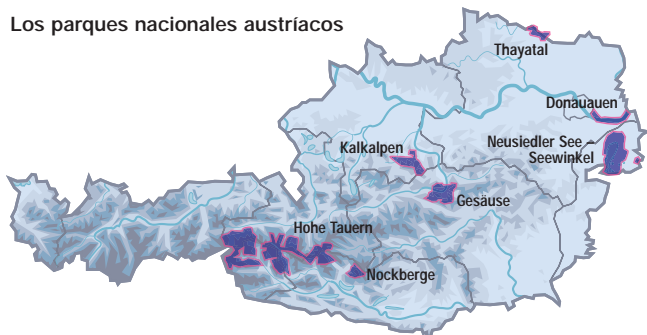 Los parques nacionales austríacos
Thayatal
Donauauen
Neusiedler See
Seewinkel
Kalkalpen
Gesäuse
Hohe Tauern
Nockberge